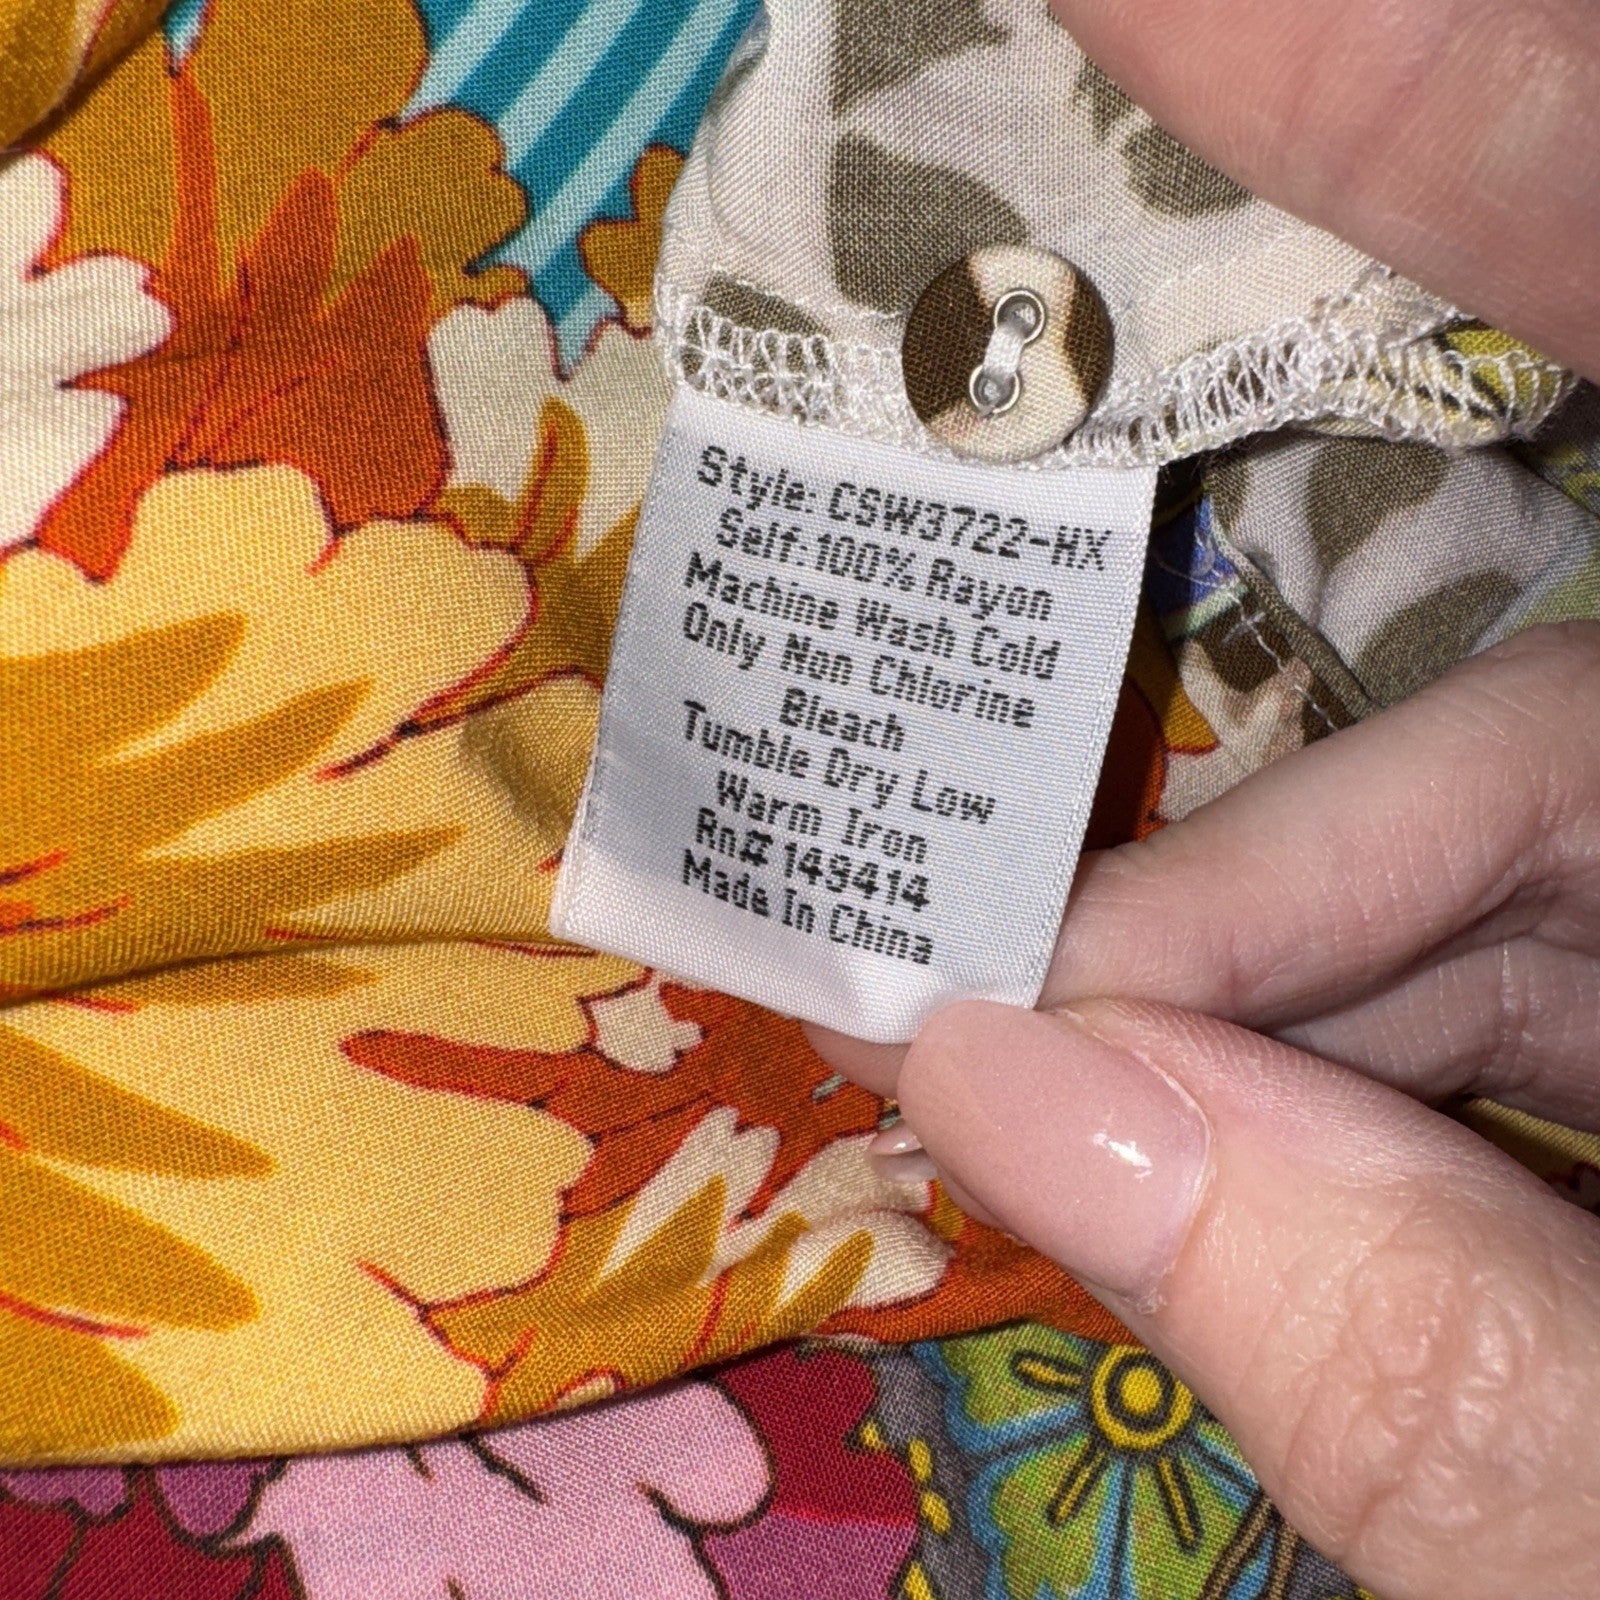 Style: CSW3722-HX
Self: 100% Rayon
Machine Wash Cold
Only Non Chlorine
Bleach
Tumble Dry Low
Warm Iron
Rn# 149414
Made In China